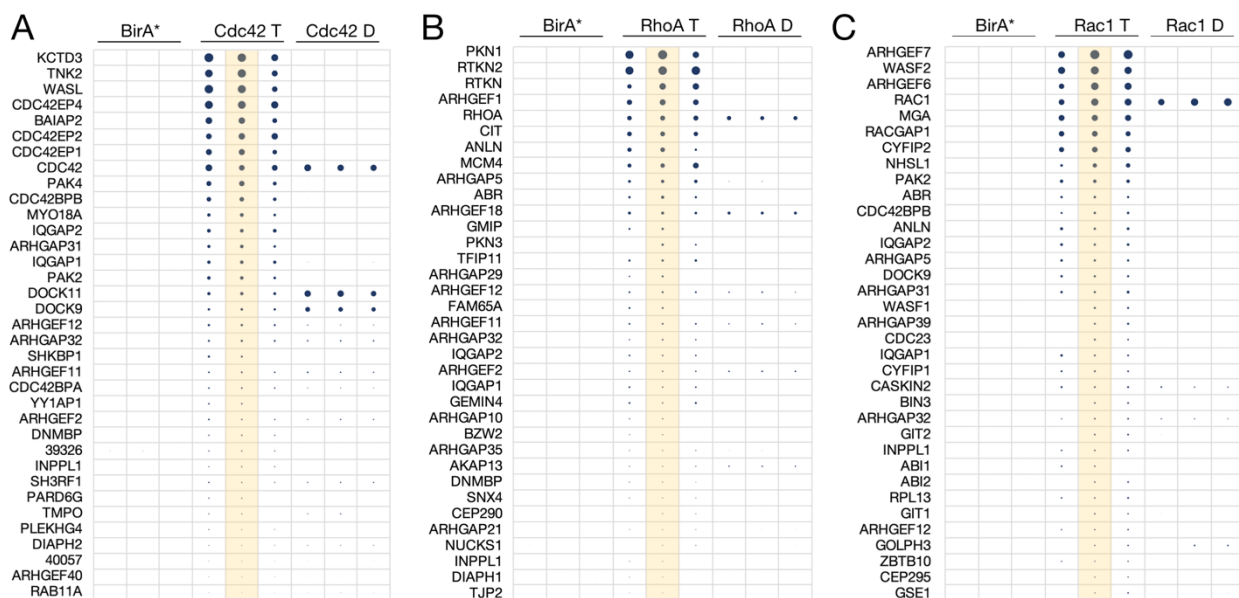 A
BirA*
Cdc42 T
Cdc42 D
KCTD3
TNK2
WASL
CDC42EP4
BAIAP2
CDC42EP2
CDC42EP1
CDC42
PAK4
CDC42BPB
MYO18A
IQGAP2
ARHGAP31
IQGAP1
PAK2
DOCK11
DOCK9
ARHGEF12
ARHGAP32
SHKBP1
ARHGEF11
CDC42BPA
YY1AP1
ARHGEF2
DNMBP
39326
INPPL1
SH3RF1
PARD6G
TMPO
PLEKHG4
DIAPH2
40057
ARHGEF40
RAB11A
B
BirA*
RhoA T
RhoA D
PKN1
RTKN2
RTKN
ARHGEF1
RHOA
CIT
ANLN
MCM4
ARHGAP5
ABR
ARHGEF18
GMIP
PKN3
TFIP11
ARHGAP29
ARHGEF12
FAM65A
ARHGEF11
ARHGAP32
IQGAP2
ARHGEF2
IQGAP1
GEMIN4
ARHGAP10
BZW2
ARHGAP35
AKAP13
DNMBP
SNX4
CEP290
ARHGAP21
NUCKS1
INPPL1
DIAPH1
TJP2
C
BirA*
Rac1 T
Rac1 D
ARHGEF7
WASF2
ARHGEF6
RAC1
MGA
RACGAP1
CYFIP2
NHSL1
PAK2
ABR
CDC42BPB
ANLN
IQGAP2
ARHGAP5
DOCK9
ARHGAP31
WASF1
ARHGAP39
CDC23
IQGAP1
CYFIP1
CASKIN2
BIN3
ARHGAP32
GIT2
INPPL1
ABI1
ABI2
RPL13
GIT1
ARHGEF12
GOLPH3
ZBTB10
CEP295
GSE1